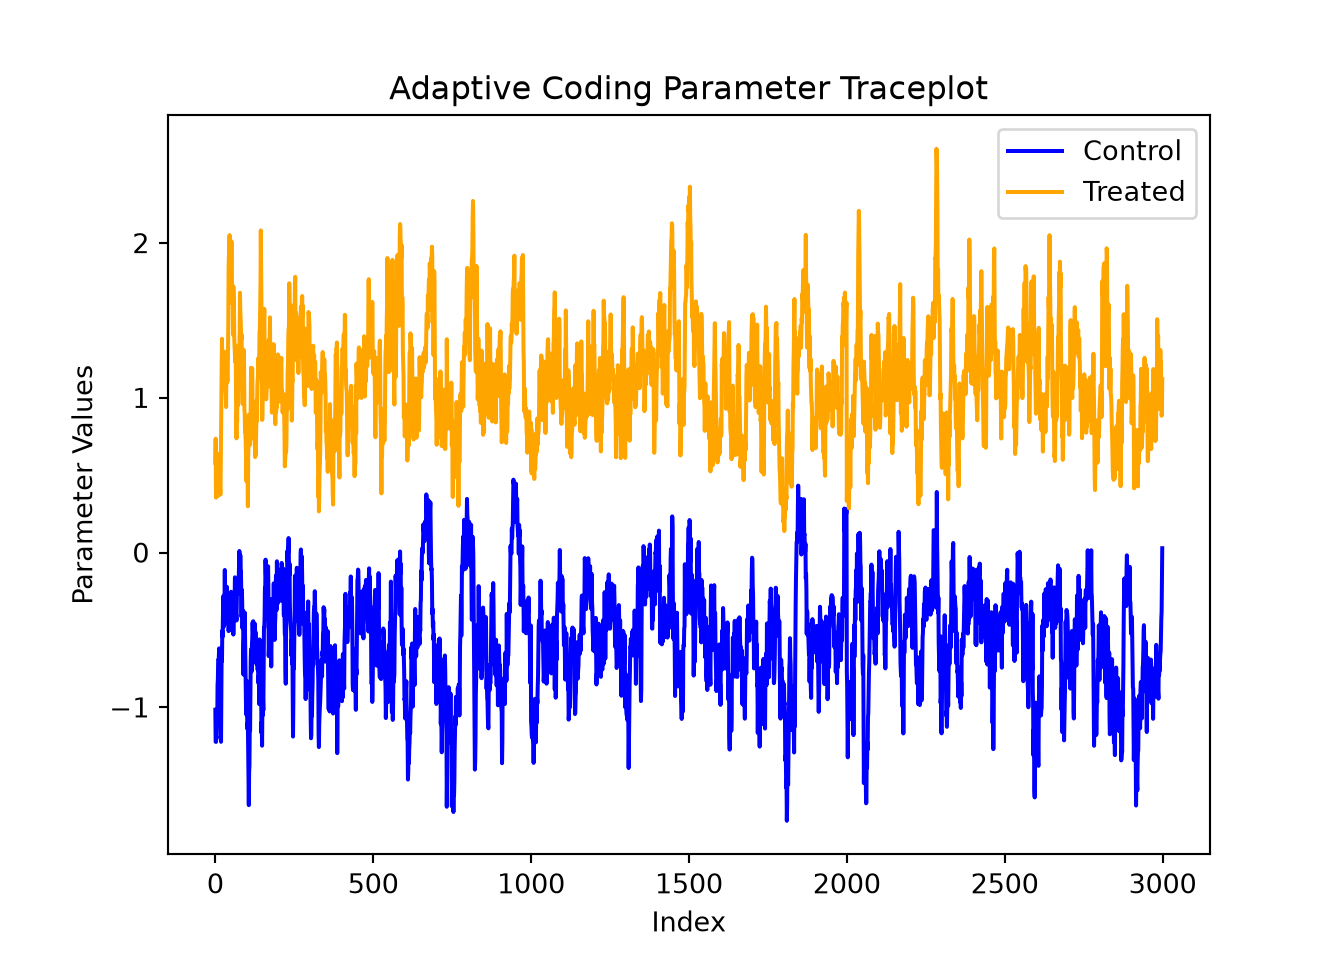 Adaptive Coding Parameter Traceplot
Control
Treated
Parameter Values
2
1
0
−1
0 500 1000 1500 2000 2500 3000
Index